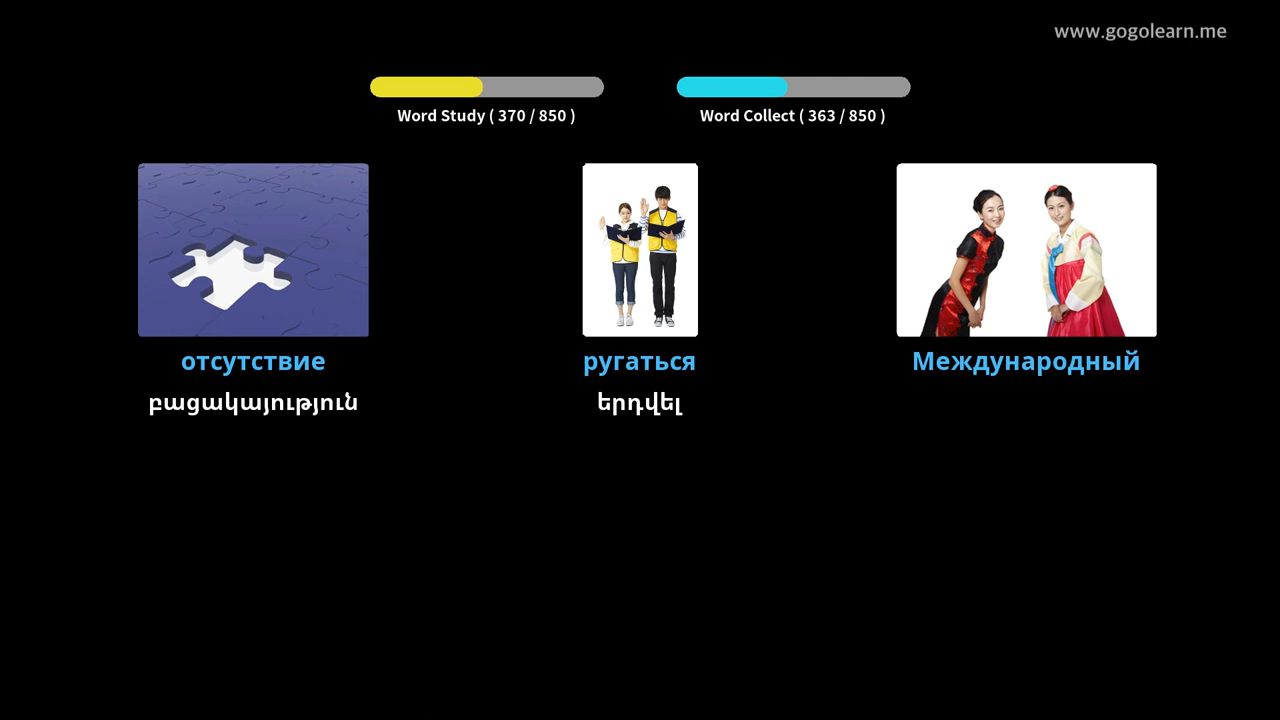 www.gogolearn.me
Word Study ( 370 / 850 )
Word Collect ( 363 / 850 )
отсутствие
ругаться
Международный
բացակայություն
երդվել